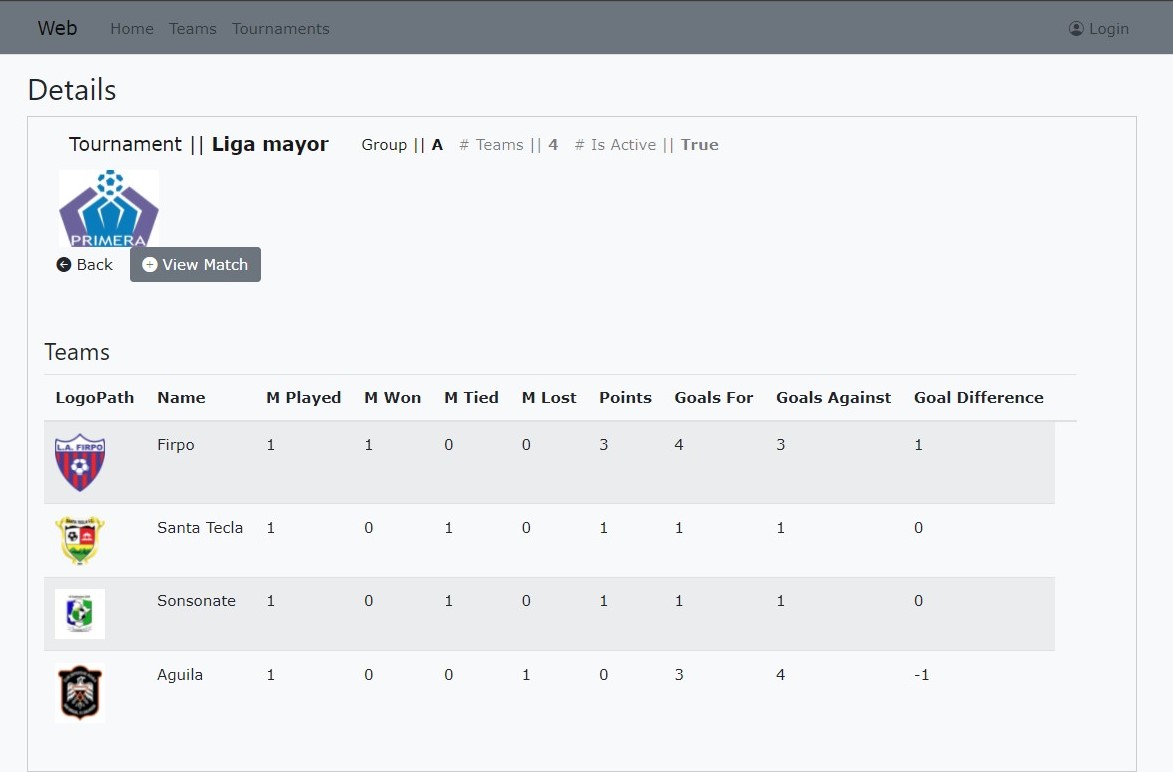 Web Home Teams Tournaments Login
Details
Tournament || Liga mayor Group || A # Teams || 4 # Is Active || True
PRIMERA
Back View Match
Teams
LogoPath Name M Played M Won M Tied M Lost Points Goals For Goals Against Goal Difference
L.A. FIRPO Firpo 1 1 0 0 3 4 3 1
Santa Tecla 1 0 1 0 1 1 1 0
Sonsonate 1 0 1 0 1 1 1 0
Aguila 1 0 0 1 0 3 4 -1